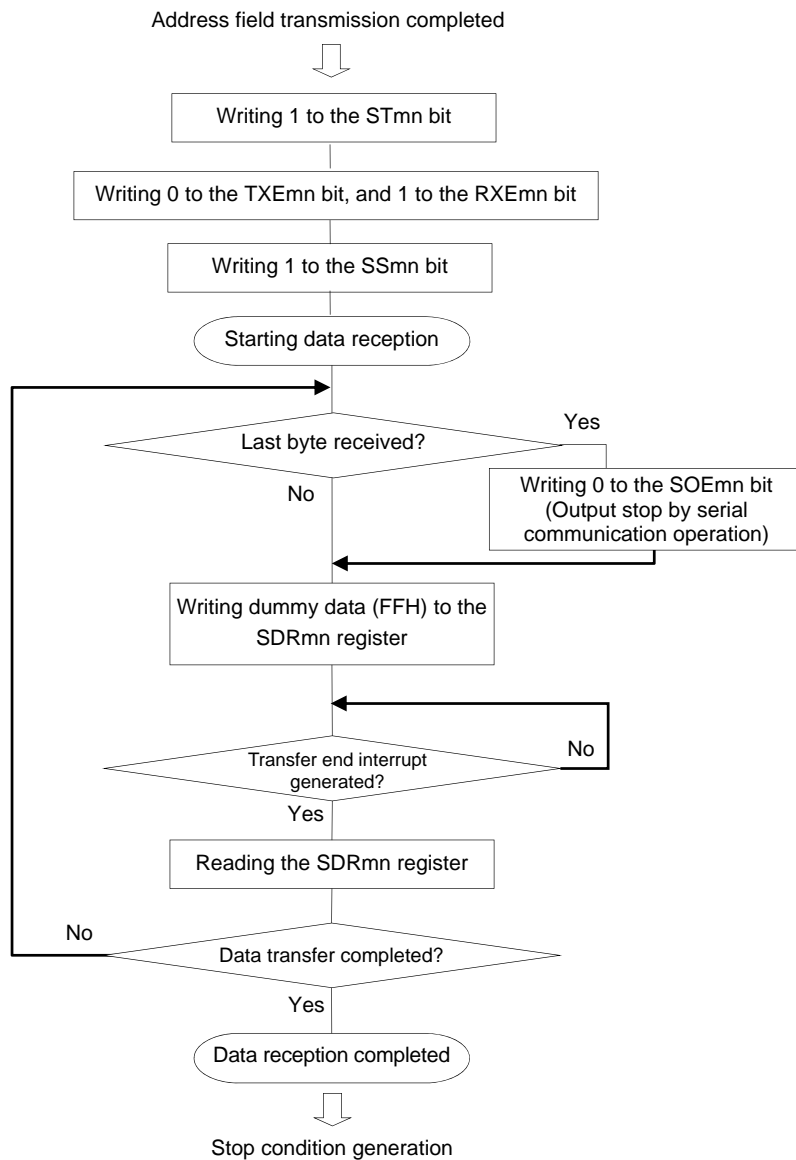 Address field transmission completed
Writing 1 to the STmn bit
Writing 0 to the TXEmn bit, and 1 to the RXEmn bit
Writing 1 to the SSmn bit
Starting data reception
Yes
Last byte received?
No
Writing 0 to the SOEmn bit
(Output stop by serial
communication operation)
Writing dummy data (FFH) to the
SDRmn register
Transfer end interrupt
generated?
No
Yes
Reading the SDRmn register
No
Data transfer completed?
Yes
Data reception completed
Stop condition generation